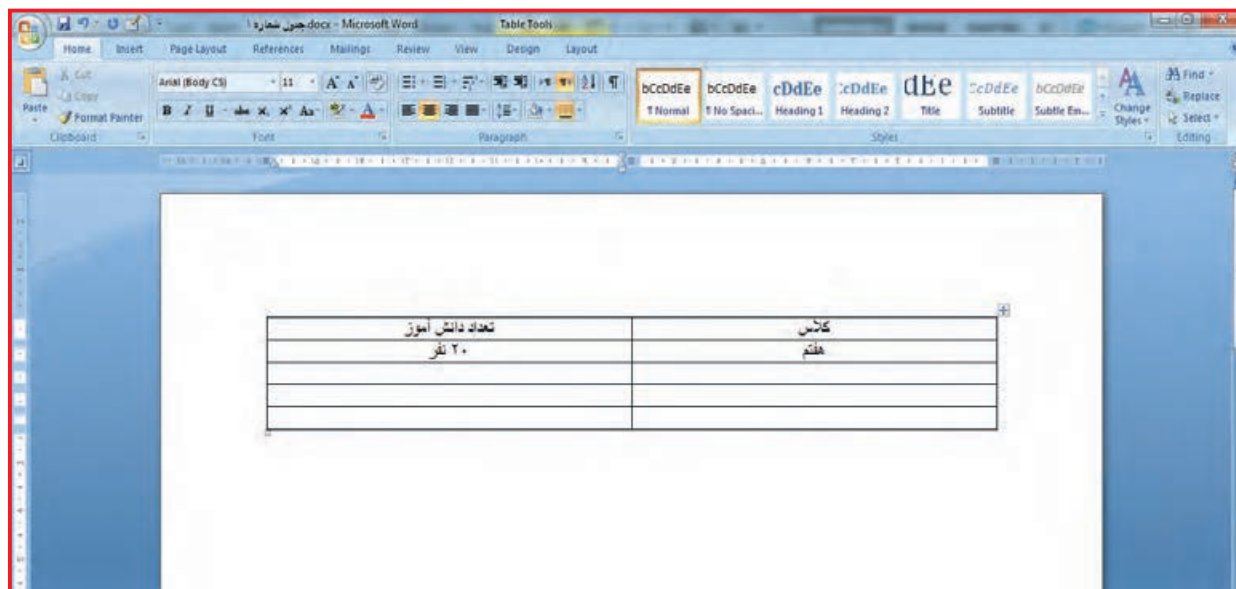 جدول شماره ۱.docx - Microsoft Word
Table Tools
Home Insert Page Layout References Mailings Review View Design Layout
Paste
Cut
Copy
Format Painter
Clipboard
Arial (Body CS) 11
Font
Paragraph
bCcDdEe bCcDdEe cDdEe cDdEe dEe CcDdEe bCcDdEe
¶ Normal ¶ No Spaci... Heading 1 Heading 2 Title Subtitle Subtle Em...
Styles
Change Styles
Find
Replace
Select
Editing
کلاس تعداد دانش آموز
هفتم ۲۰ نفر